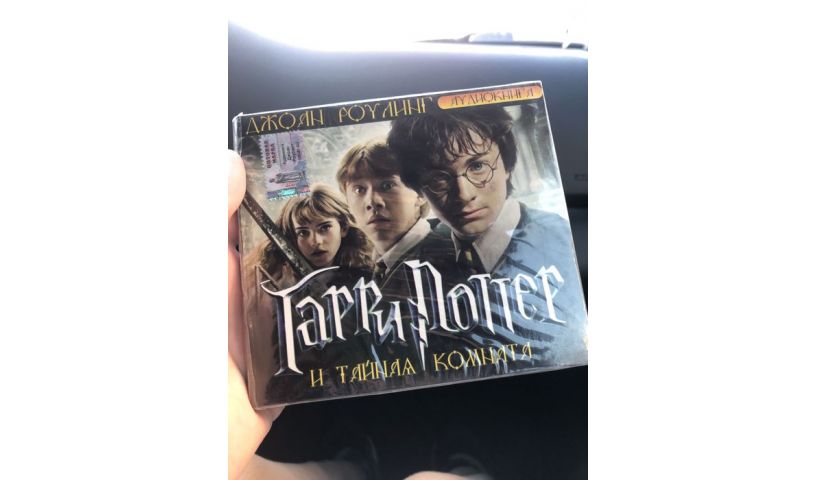 ДЖОАН РОУЛИНГ
АУДИОКНИГА
Гарри Поттер
И ТАЙНАЯ КОМНАТА